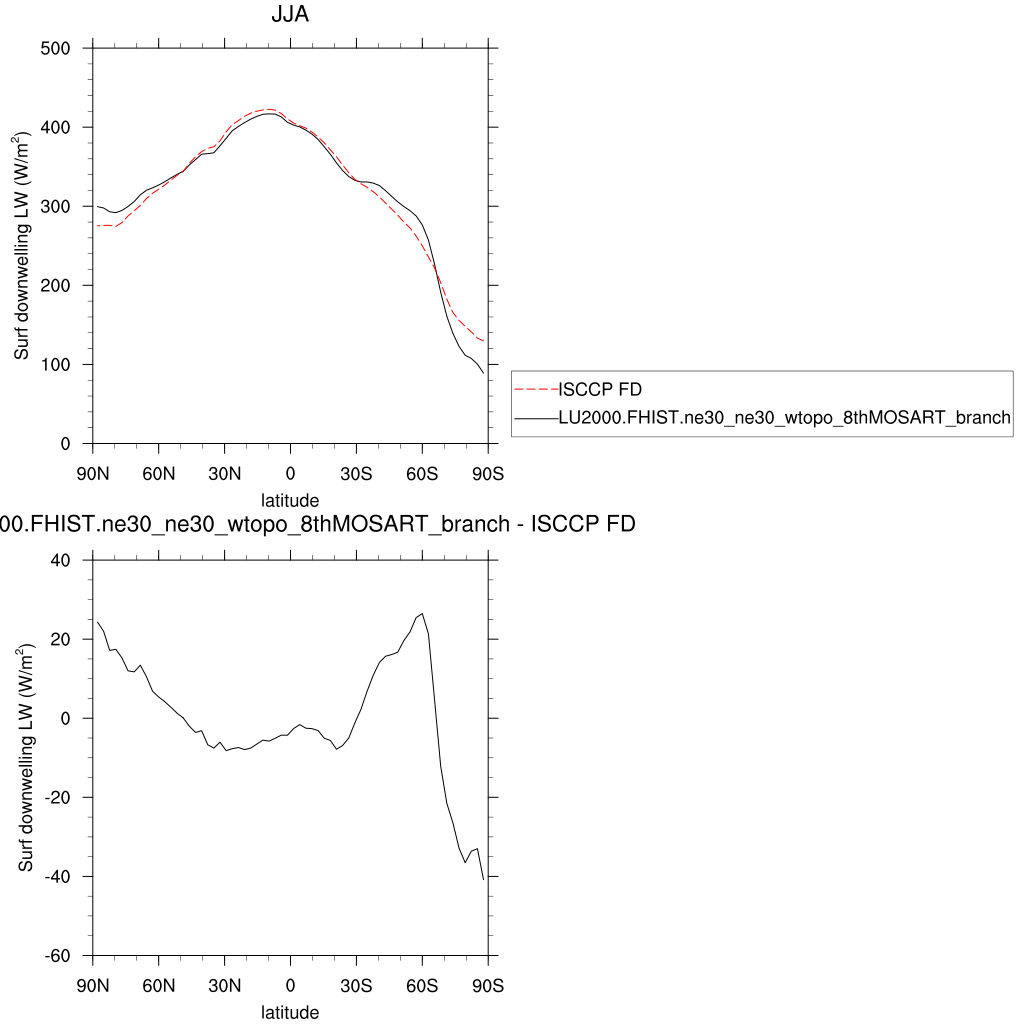 JJA
Surf downwelling LW (W/m²)
500
400
300
200
100
0
90N 60N 30N 0 30S 60S 90S
latitude
ISCCP FD
LU2000.FHIST.ne30_ne30_wtopo_8thMOSART_branch
00.FHIST.ne30_ne30_wtopo_8thMOSART_branch - ISCCP FD
Surf downwelling LW (W/m²)
40
20
0
-20
-40
-60
90N 60N 30N 0 30S 60S 90S
latitude